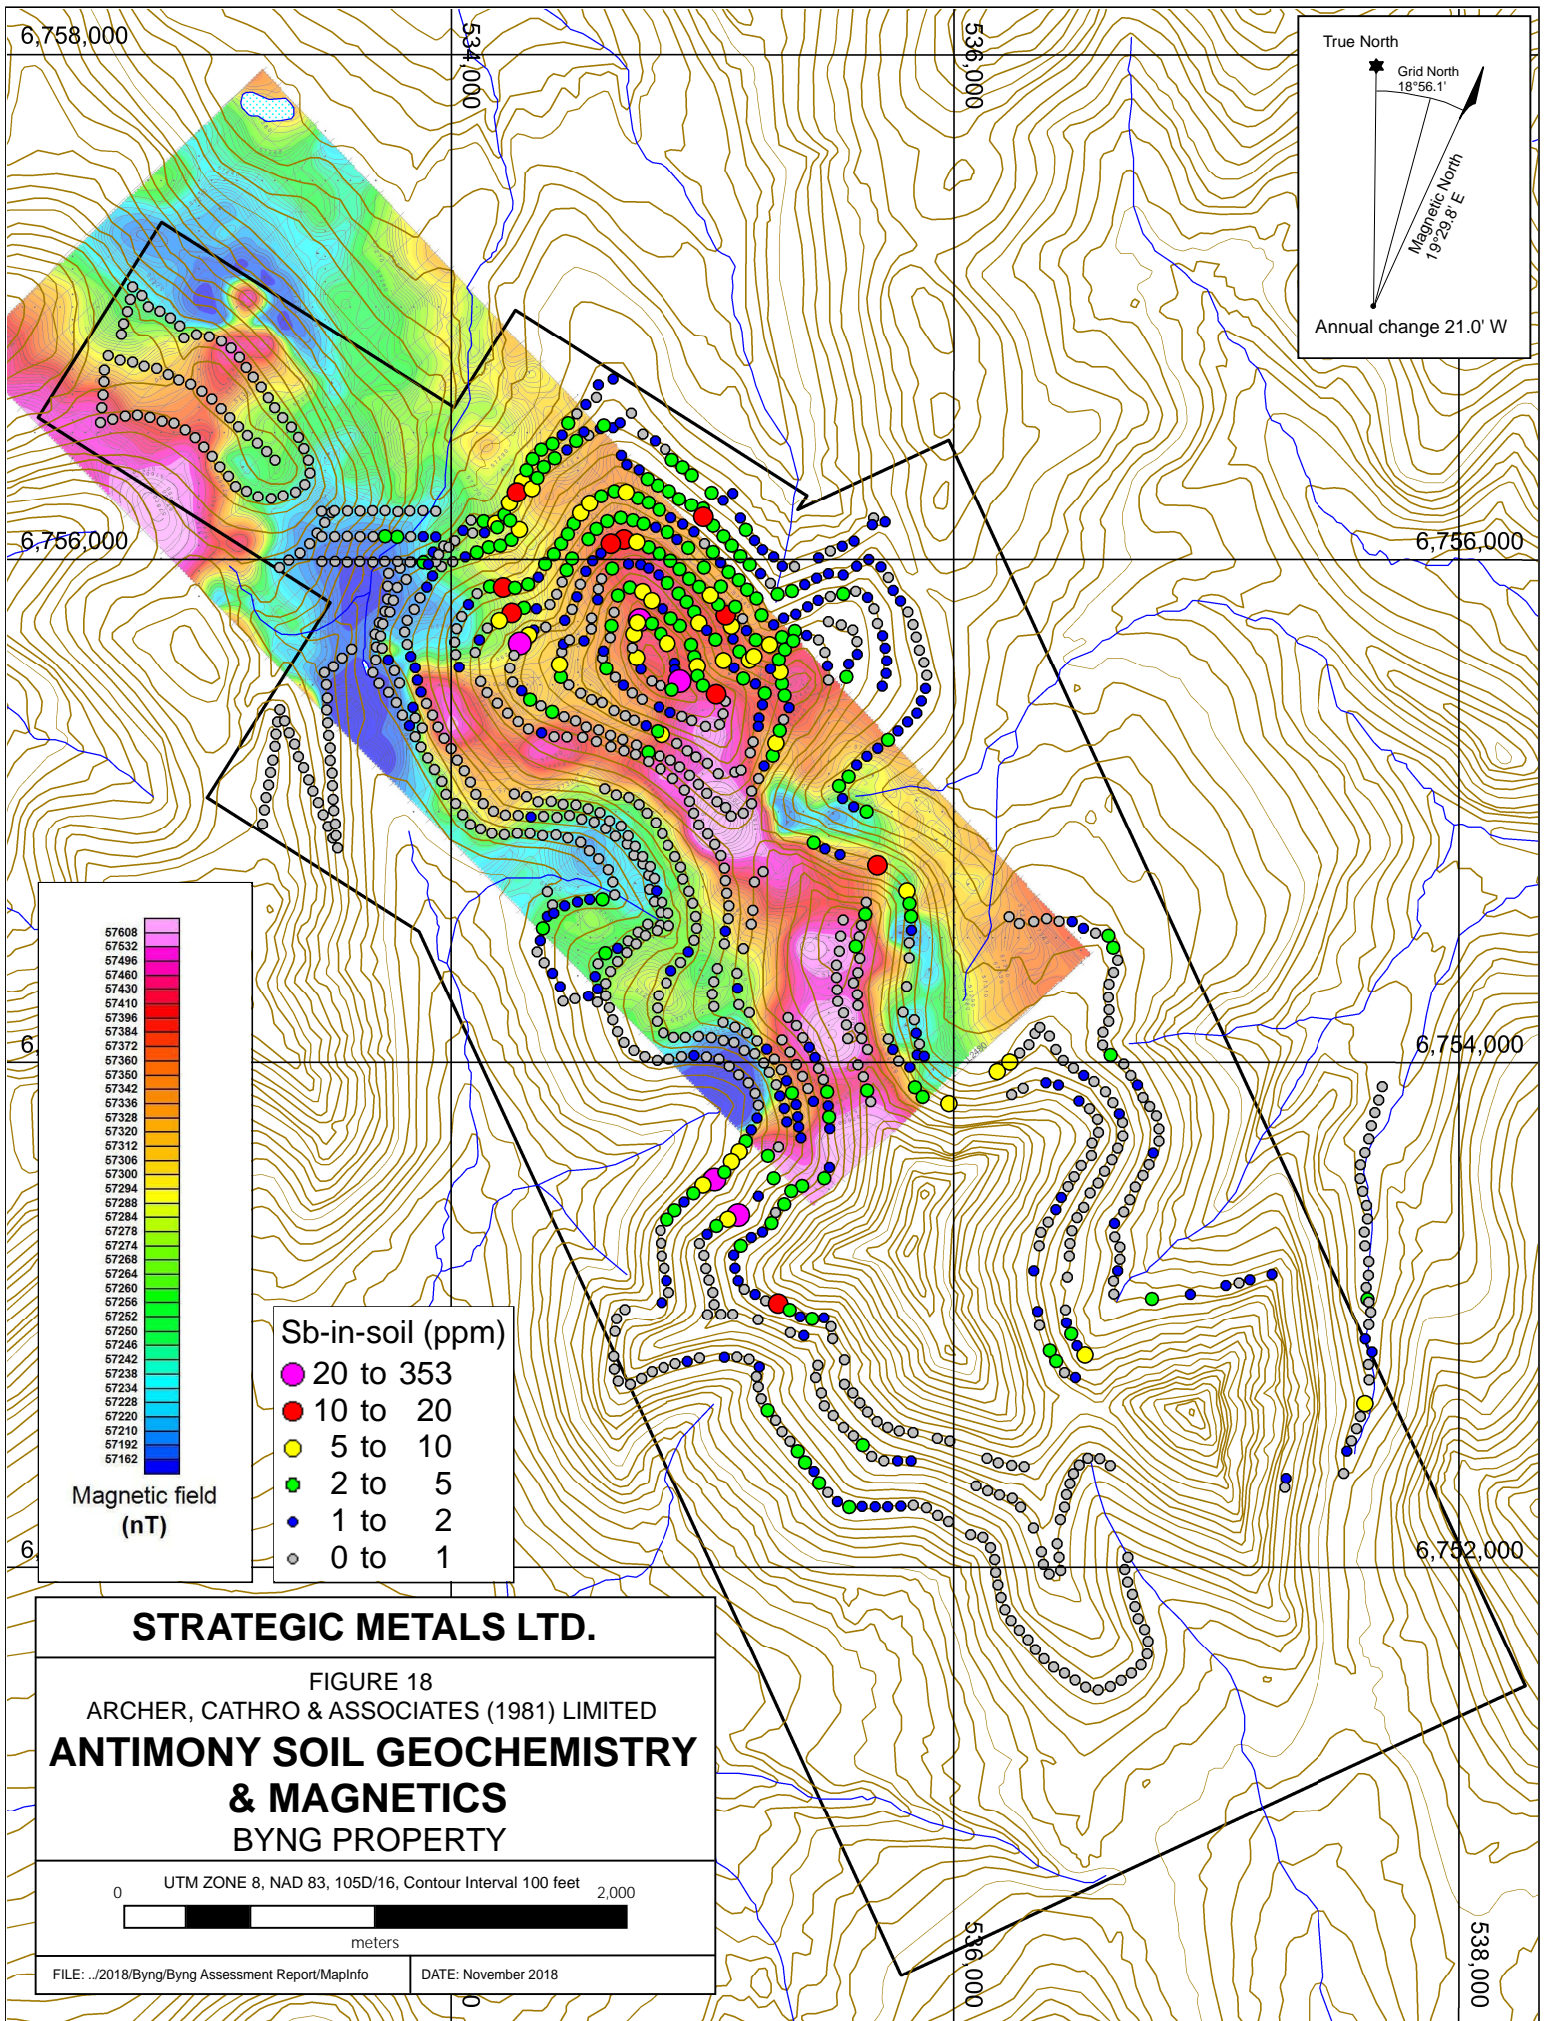 6,758,000
534,000
536,000
True North
Grid North
18°56.1'
Magnetic North
19°29.8' E
Annual change 21.0' W
6,756,000
6,756,000
57608
57532
57496
57460
57430
57410
57396
57384
57372
57360
57350
57342
57336
57328
57320
57312
57306
57300
57294
57288
57284
57278
57274
57268
57264
57260
57256
57252
57250
57246
57242
57238
57234
57228
57220
57210
57192
57162
Magnetic field
(nT)
6,754,000
L2480
Sb-in-soil (ppm)
20 to 353
10 to 20
5 to 10
2 to 5
1 to 2
0 to 1
6,752,000
STRATEGIC METALS LTD.
FIGURE 18
ARCHER, CATHRO & ASSOCIATES (1981) LIMITED
ANTIMONY SOIL GEOCHEMISTRY
& MAGNETICS
BYNG PROPERTY
UTM ZONE 8, NAD 83, 105D/16, Contour Interval 100 feet
0 2,000
meters
FILE: ../2018/Byng/Byng Assessment Report/MapInfo
DATE: November 2018
536,000
538,000